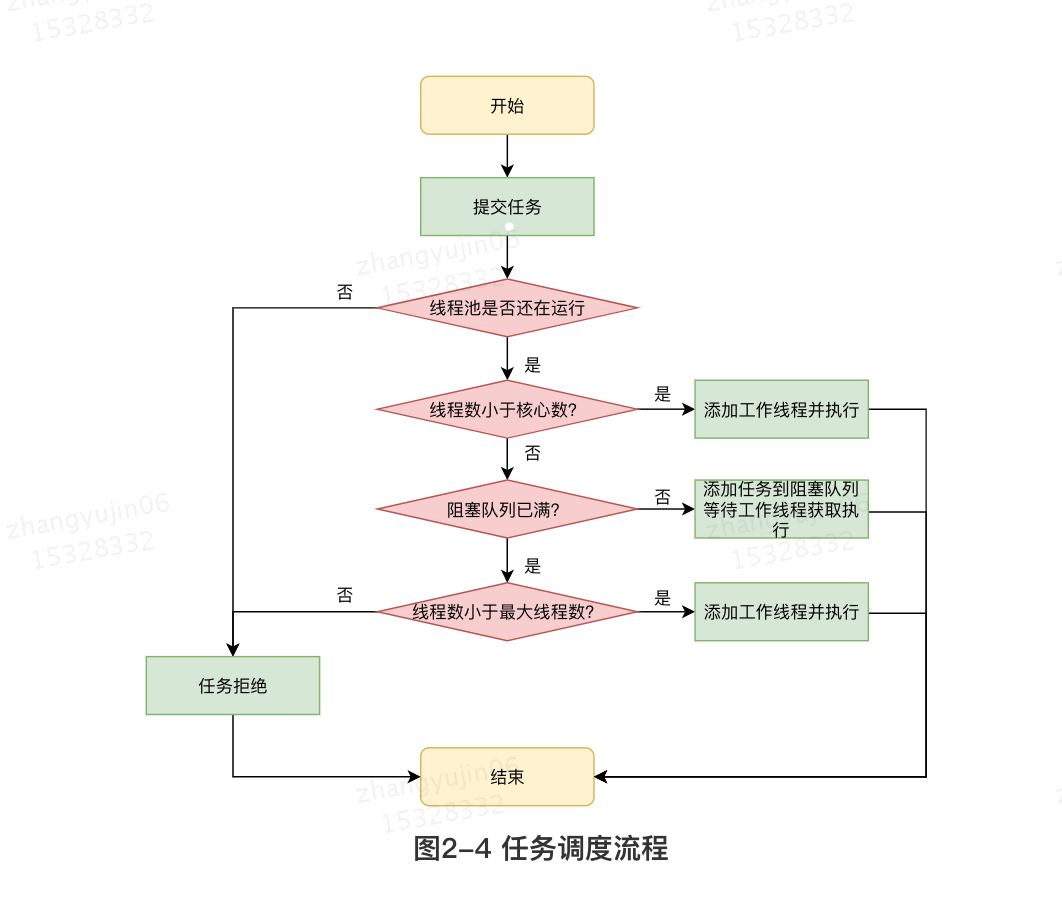 15328332
15328332
开始
提交任务
zhangyujin06
15328332
否
线程池是否还在运行
是
线程数小于核心数?
是
添加工作线程并执行
否
阻塞队列已满?
否
添加任务到阻塞队列
等待工作线程获取执
行
zhangyujin06
15328332
zhangyujin06
15328332
是
否
线程数小于最大线程数?
是
添加工作线程并执行
任务拒绝
结束
zhangyujin06
15328332
图2-4 任务调度流程